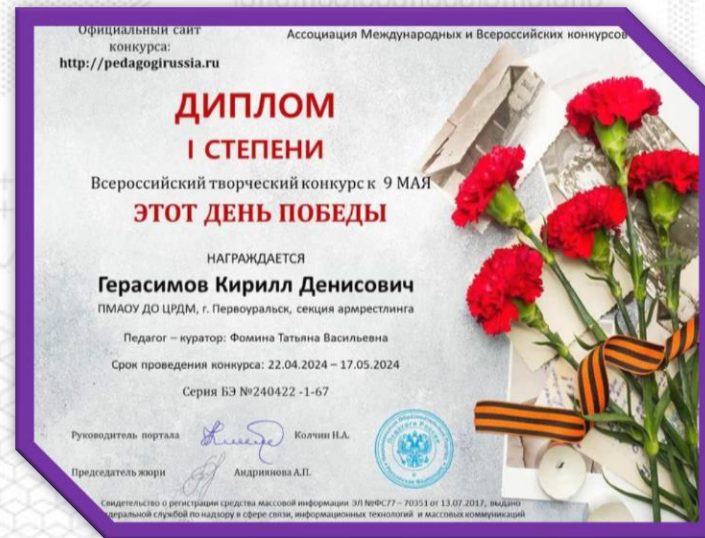 Официальный сайт
конкурса:
http://pedagogirussia.ru
Ассоциация Международных и Всероссийских конкурсов
ДИПЛОМ
I СТЕПЕНИ
Всероссийский творческий конкурс к 9 МАЯ
ЭТОТ ДЕНЬ ПОБЕДЫ
НАГРАЖДАЕТСЯ
Герасимов Кирилл Денисович
ПМАОУ ДО ЦРДМ, г. Первоуральск, секция армрестлинга
Педагог – куратор: Фомина Татьяна Васильевна
Срок проведения конкурса: 22.04.2024 – 17.05.2024
Серия БЭ №240422 -1-67
Руководитель портала Колчин Н.А.
Председатель жюри Андриянова А.П.
Свидетельство о регистрации средства массовой информации ЭЛ №ФС77 – 70351 от 13.07.2017, выдано
службой по надзору в сфере связи, информационных технологий и массовых коммуникаций